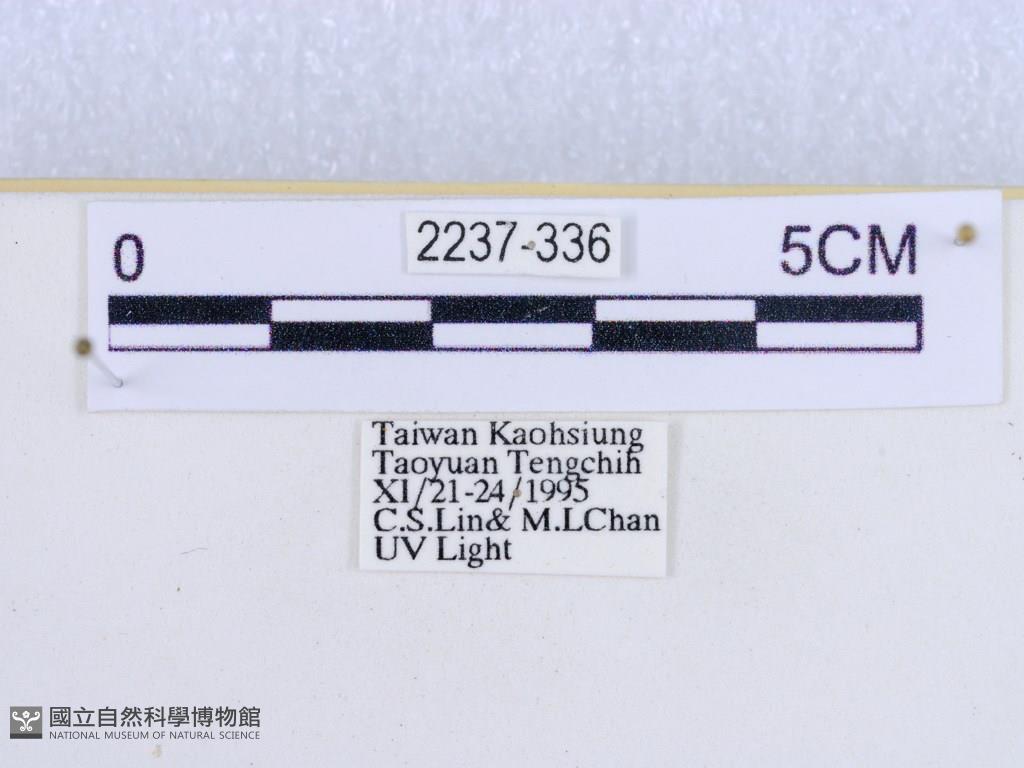 0
2237-336
5CM
Taiwan Kaohsiung
Taoyuan Tengchih
XI/21-24/1995
C.S.Lin& M.LChan
UV Light
國立自然科學博物館
NATIONAL MUSEUM OF NATURAL SCIENCE